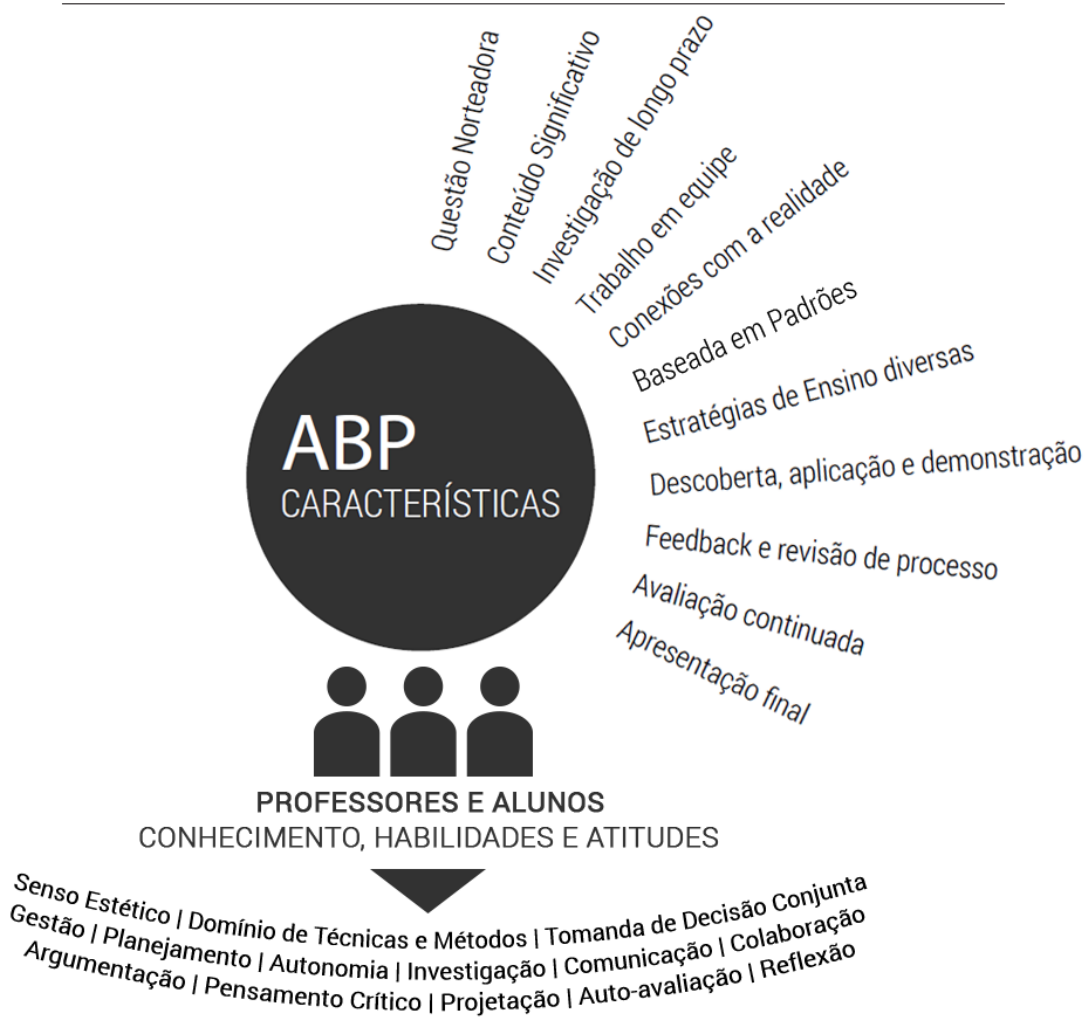 Questão Norteadora
Conteúdo Significativo
Investigação de longo prazo
Trabalho em equipe
Conexões com a realidade
Baseada em Padrões
Estratégias de Ensino diversas
Descoberta, aplicação e demonstração
Feedback e revisão de processo
Avaliação continuada
Apresentação final
ABP
CARACTERÍSTICAS
PROFESSORES E ALUNOS
CONHECIMENTO, HABILIDADES E ATITUDES
Senso Estético | Domínio de Técnicas e Métodos | Tomanda de Decisão Conjunta
Gestão | Planejamento | Autonomia | Investigação | Comunicação | Colaboração
Argumentação | Pensamento Crítico | Projetação | Auto-avaliação | Reflexão